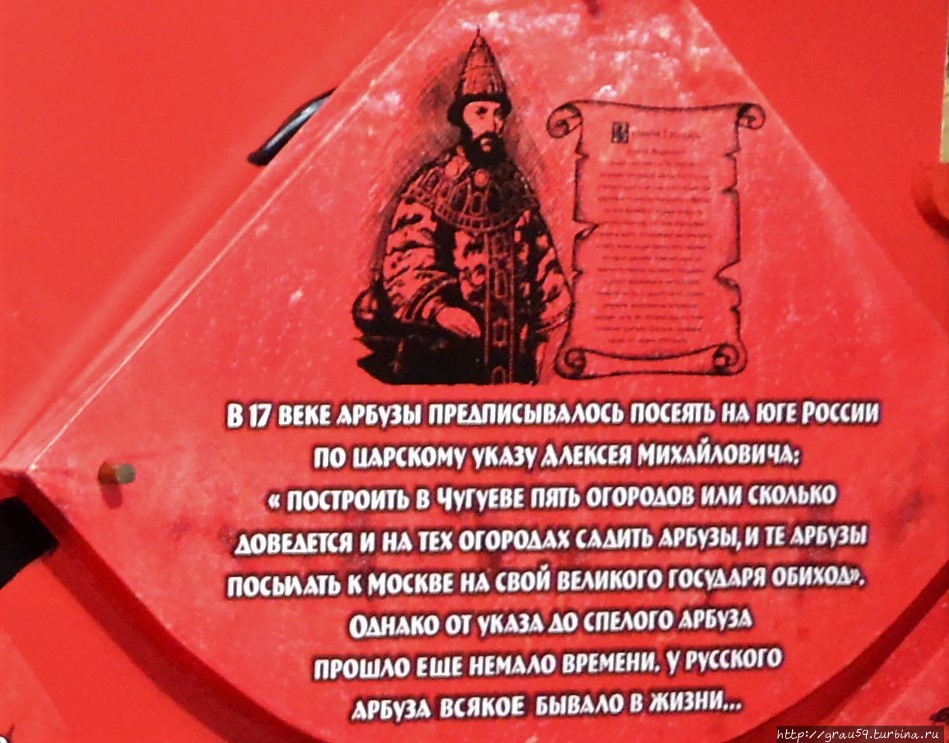 В 17 ВЕКЕ АРБУЗЫ ПРЕДПИСЫВАЛОСЬ ПОСЕЯТЬ НА ЮГЕ РОССИИ
ПО ЦАРСКОМУ УКАЗУ АЛЕКСЕЯ МИХАЙЛОВИЧА:
« ПОСТРОИТЬ В ЧУГУЕВЕ ПЯТЬ ОГОРОДОВ ИЛИ СКОЛЬКО
ДОВЕДЕТСЯ И НА ТЕХ ОГОРОДАХ САДИТЬ АРБУЗЫ, И ТЕ АРБУЗЫ
ПОСЫЛАТЬ К МОСКВЕ НА СВОЙ ВЕЛИКОГО ГОСУДАРЯ ОБИХОД».
ОДНАКО ОТ УКАЗА ДО СПЕЛОГО АРБУЗА
ПРОШЛО ЕЩЕ НЕМАЛО ВРЕМЕНИ. У РУССКОГО
АРБУЗА ВСЯКОЕ БЫВАЛО В ЖИЗНИ...
http://grau59.turbina.ru